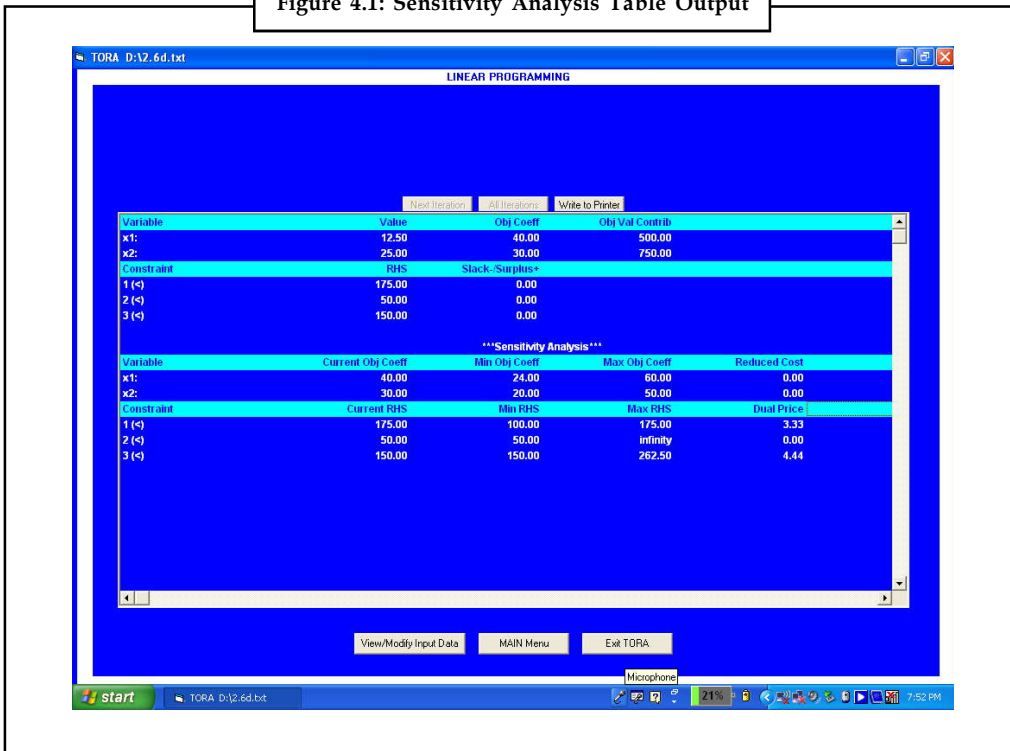 Figure 4.1: Sensitivity Analysis Table Output
TORA D:\2.6d.txt
LINEAR PROGRAMMING
Next Iteration All Iterations Write to Printer
Variable Value Obj Coeff Obj Val Contrib
x1: 12.50 40.00 500.00
x2: 25.00 30.00 750.00
Constraint RHS Slack-/Surplus+
1 (<) 175.00 0.00
2 (<) 50.00 0.00
3 (<) 150.00 0.00
***Sensitivity Analysis***
Variable Current Obj Coeff Min Obj Coeff Max Obj Coeff Reduced Cost
x1: 40.00 24.00 60.00 0.00
x2: 30.00 20.00 50.00 0.00
Constraint Current RHS Min RHS Max RHS Dual Price
1 (<) 175.00 100.00 175.00 3.33
2 (<) 50.00 50.00 infinity 0.00
3 (<) 150.00 150.00 262.50 4.44
View/Modify Input Data MAIN Menu Exit TORA
Microphone
start TORA D:\2.6d.txt 21% 7:52 PM